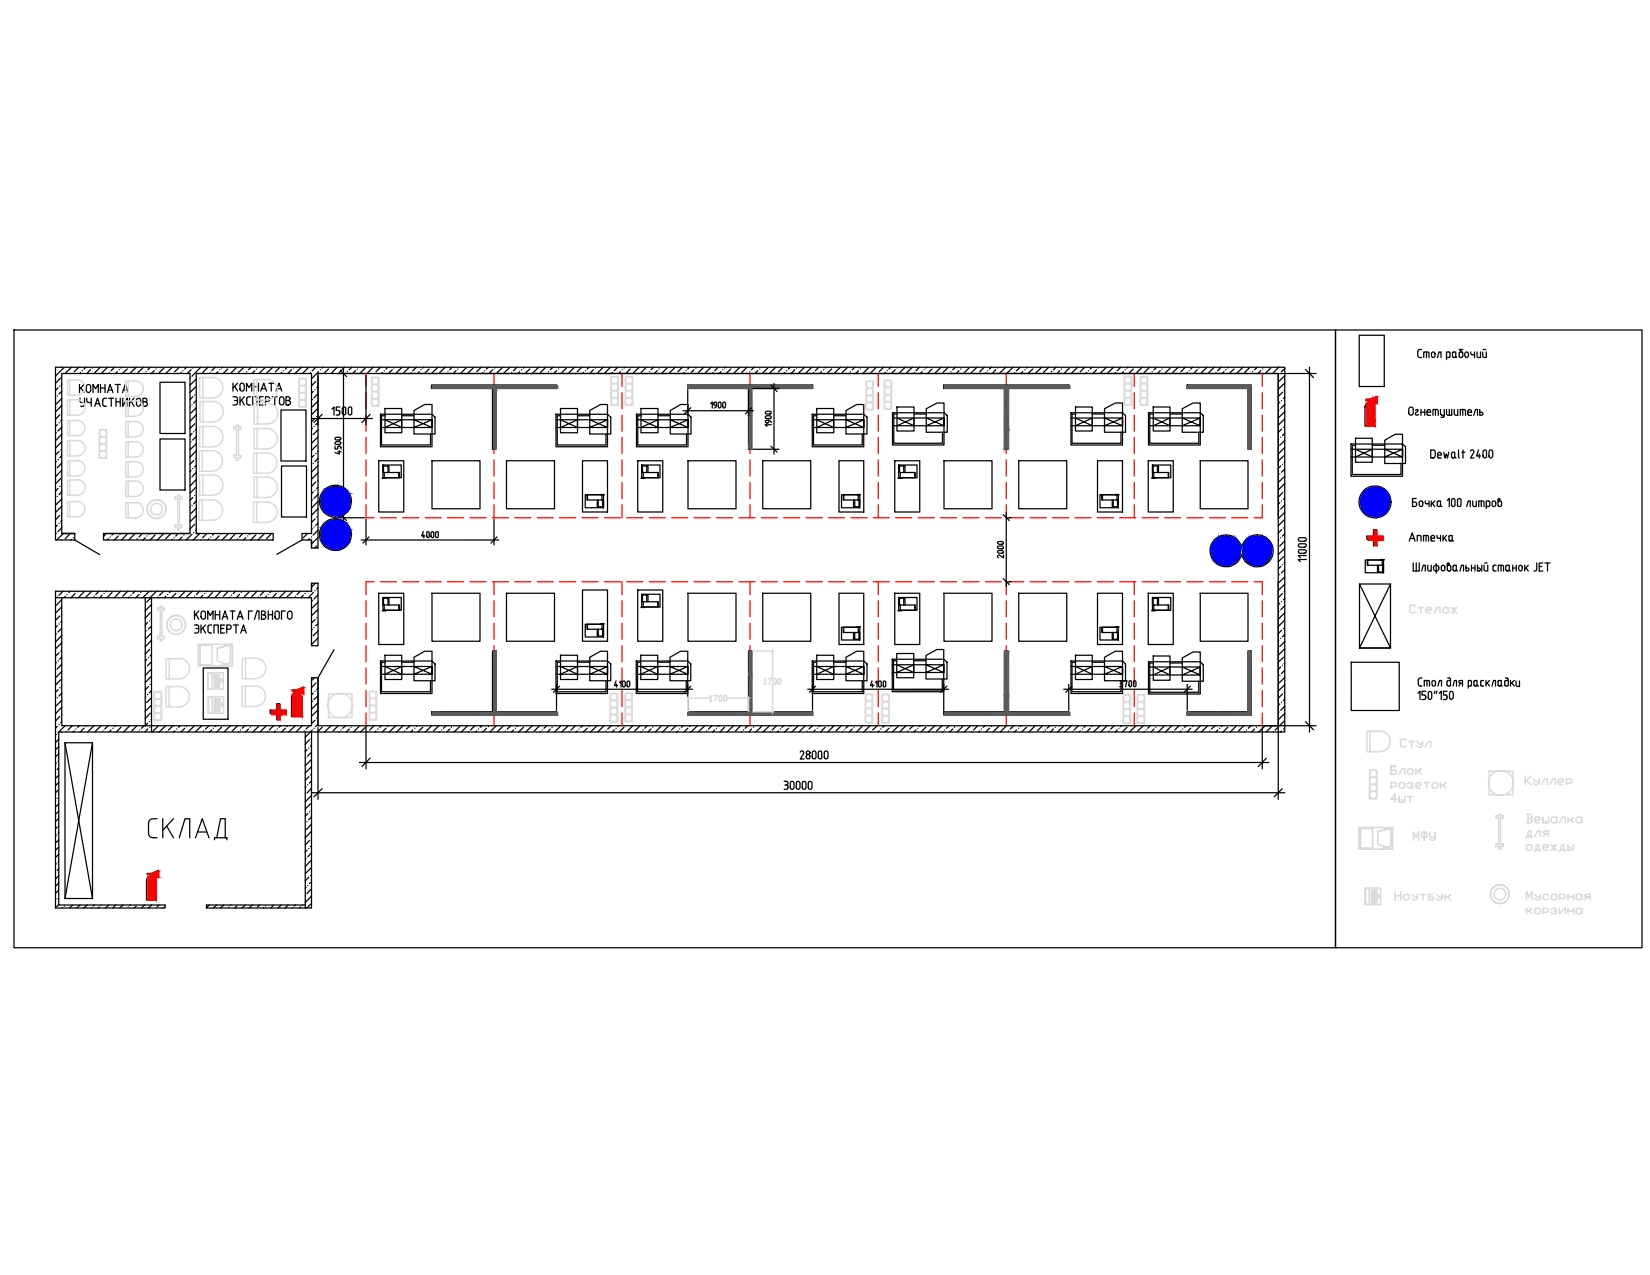 КОМНАТА
УЧАСТНИКОВ
КОМНАТА
ЭКСПЕРТОВ
1500
4500
1900
1900
4000
2000
11000
КОМНАТА ГЛВНОГО
ЭКСПЕРТА
4100
1700
1700
4100
1700
28000
30000
СКЛАД
Стол рабочий
Огнетушитель
Dewalt 2400
Бочка 100 литров
Аптечка
Шлифовальный станок JET
Стелаж
Стол для раскладки
150"150
Стул
Блок
розеток
4шт
Куллер
МФУ
Вешалка
для
одежды
Ноутбук
Мусорная
корзина